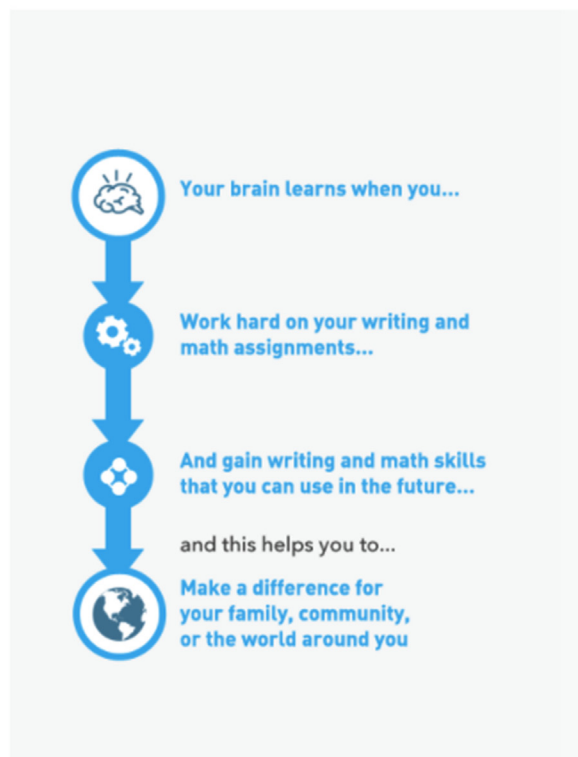 Your brain learns when you...
Work hard on your writing and
math assignments...
And gain writing and math skills
that you can use in the future...
and this helps you to...
Make a difference for
your family, community,
or the world around you